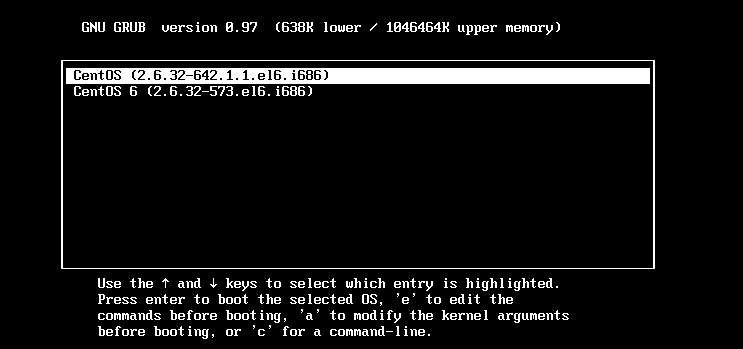 GNU GRUB  version 0.97  (638K lower / 1046464K upper memory)
CentOS (2.6.32-642.1.1.el6.i686)
CentOS 6 (2.6.32-573.el6.i686)
Use the ↑ and ↓ keys to select which entry is highlighted.
Press enter to boot the selected OS, 'e' to edit the
commands before booting, 'a' to modify the kernel arguments
before booting, or 'c' for a command-line.